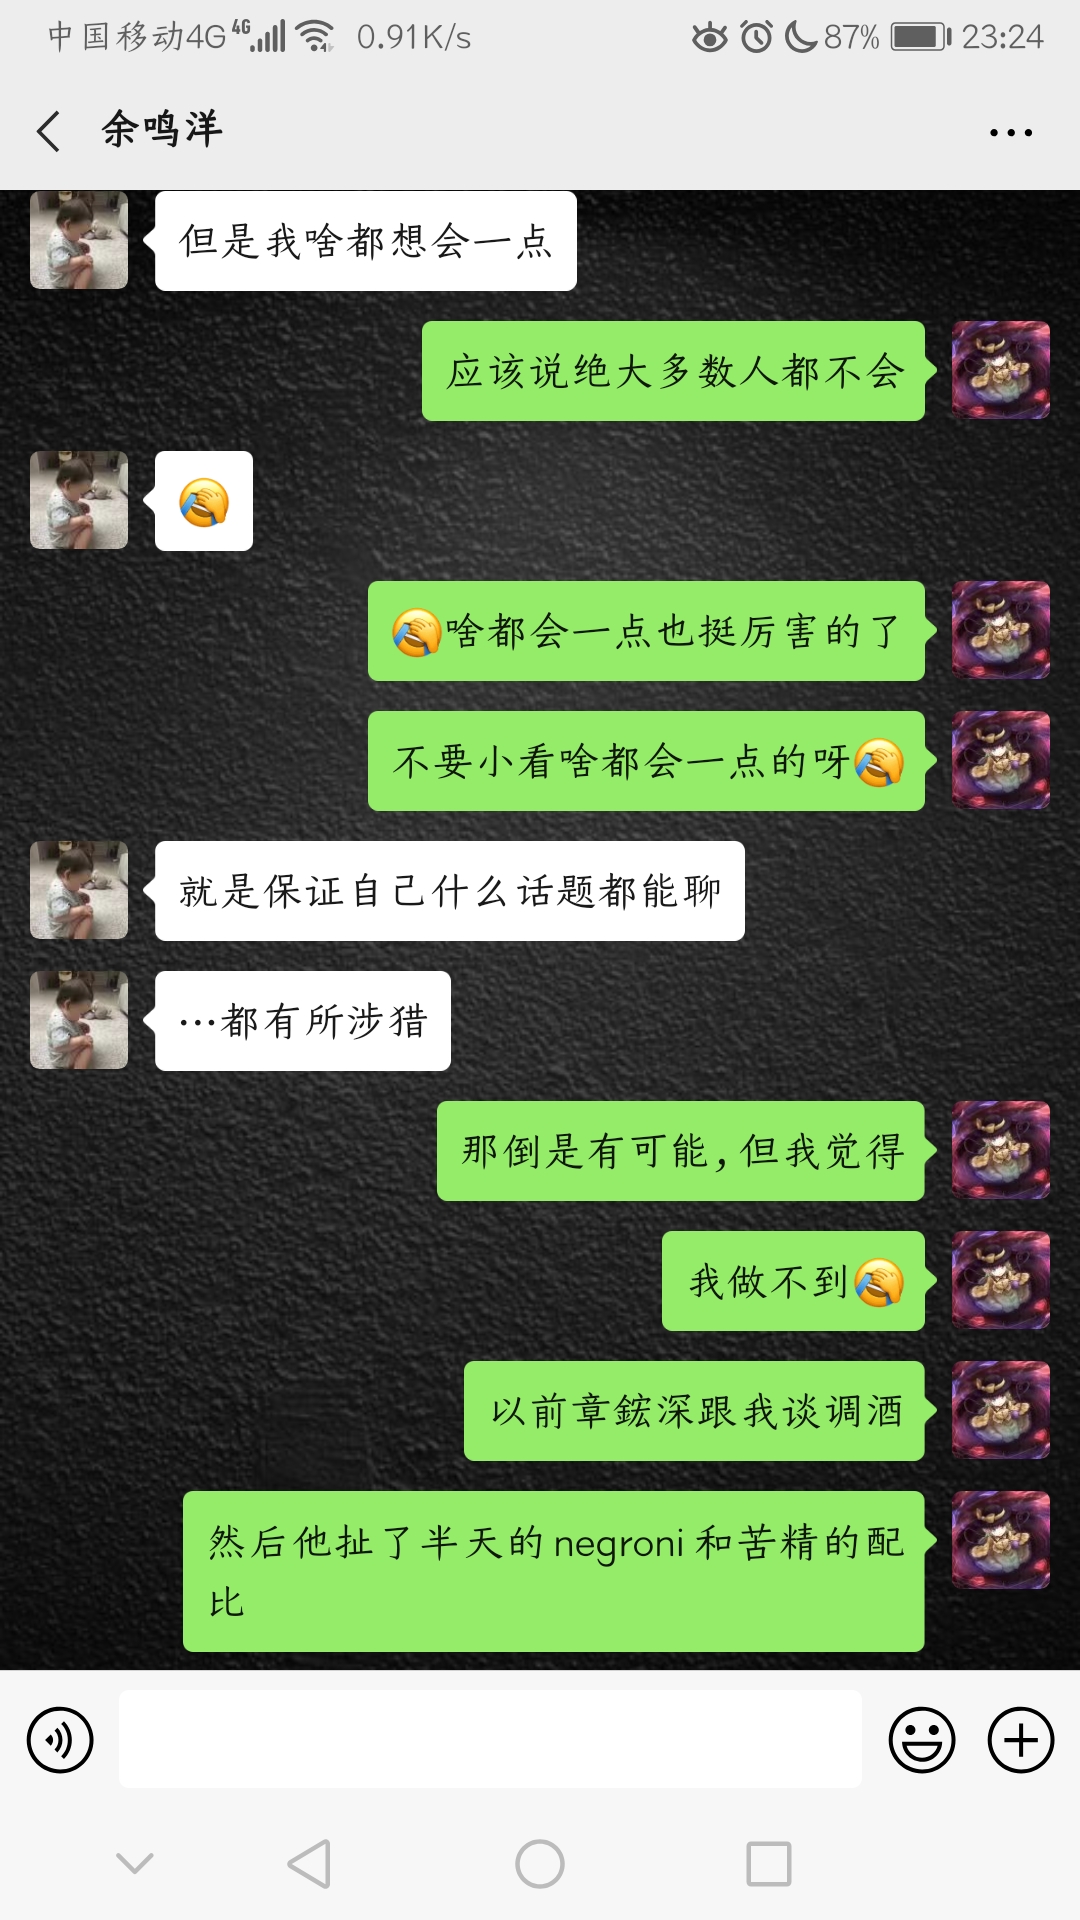 中国移动4G 4G 0.91K/s 87% 23:24
余鸣洋
但是我啥都想会一点
应该说绝大多数人都不会
🤣啥都会一点也挺厉害的了
不要小看啥都会一点的呀🤣
就是保证自己什么话题都能聊
…都有所涉猎
那倒是有可能,但我觉得
我做不到🤣
以前章鋐深跟我谈调酒
然后他扯了半天的negroni和苦精的配
比